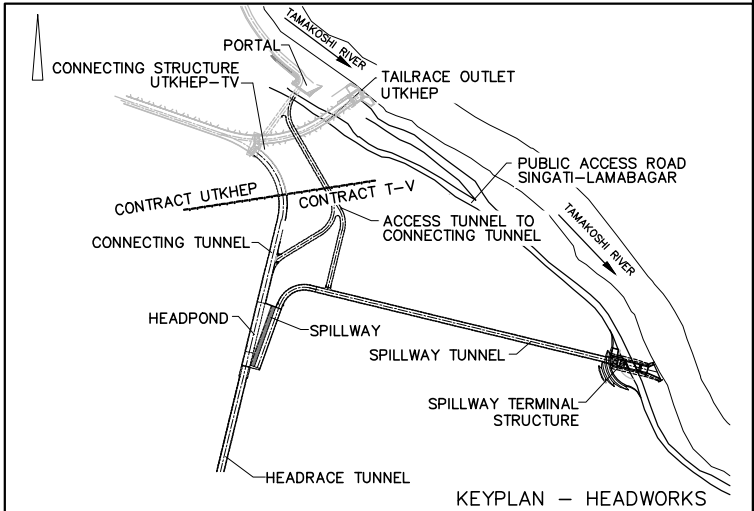 TAMAKOSHI RIVER
PORTAL
CONNECTING STRUCTURE
UTKHEP-TV
TAILRACE OUTLET
UTKHEP
PUBLIC ACCESS ROAD
SINGATI-LAMABAGAR
CONTRACT UTKHEP
CONTRACT T-V
ACCESS TUNNEL TO
CONNECTING TUNNEL
TAMAKOSHI RIVER
CONNECTING TUNNEL
HEADPOND
SPILLWAY
SPILLWAY TUNNEL
SPILLWAY TERMINAL
STRUCTURE
HEADRACE TUNNEL
KEYPLAN - HEADWORKS